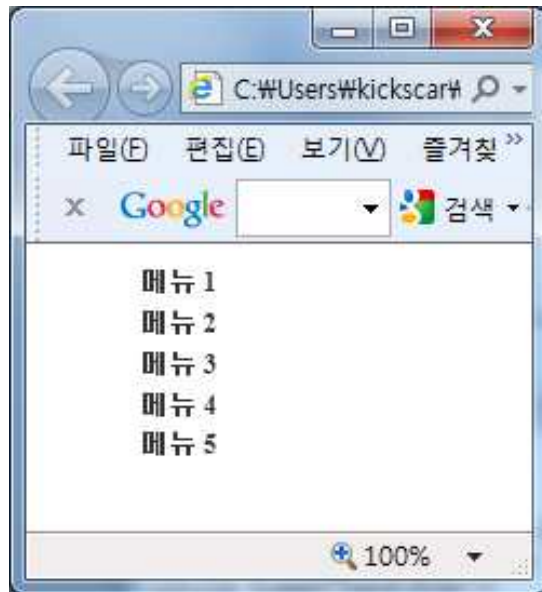 C:₩Users₩kickscar₩
파일(F) 편집(E) 보기(V) 즐겨찾 »
x Google 검색
메뉴 1
메뉴 2
메뉴 3
메뉴 4
메뉴 5
100%